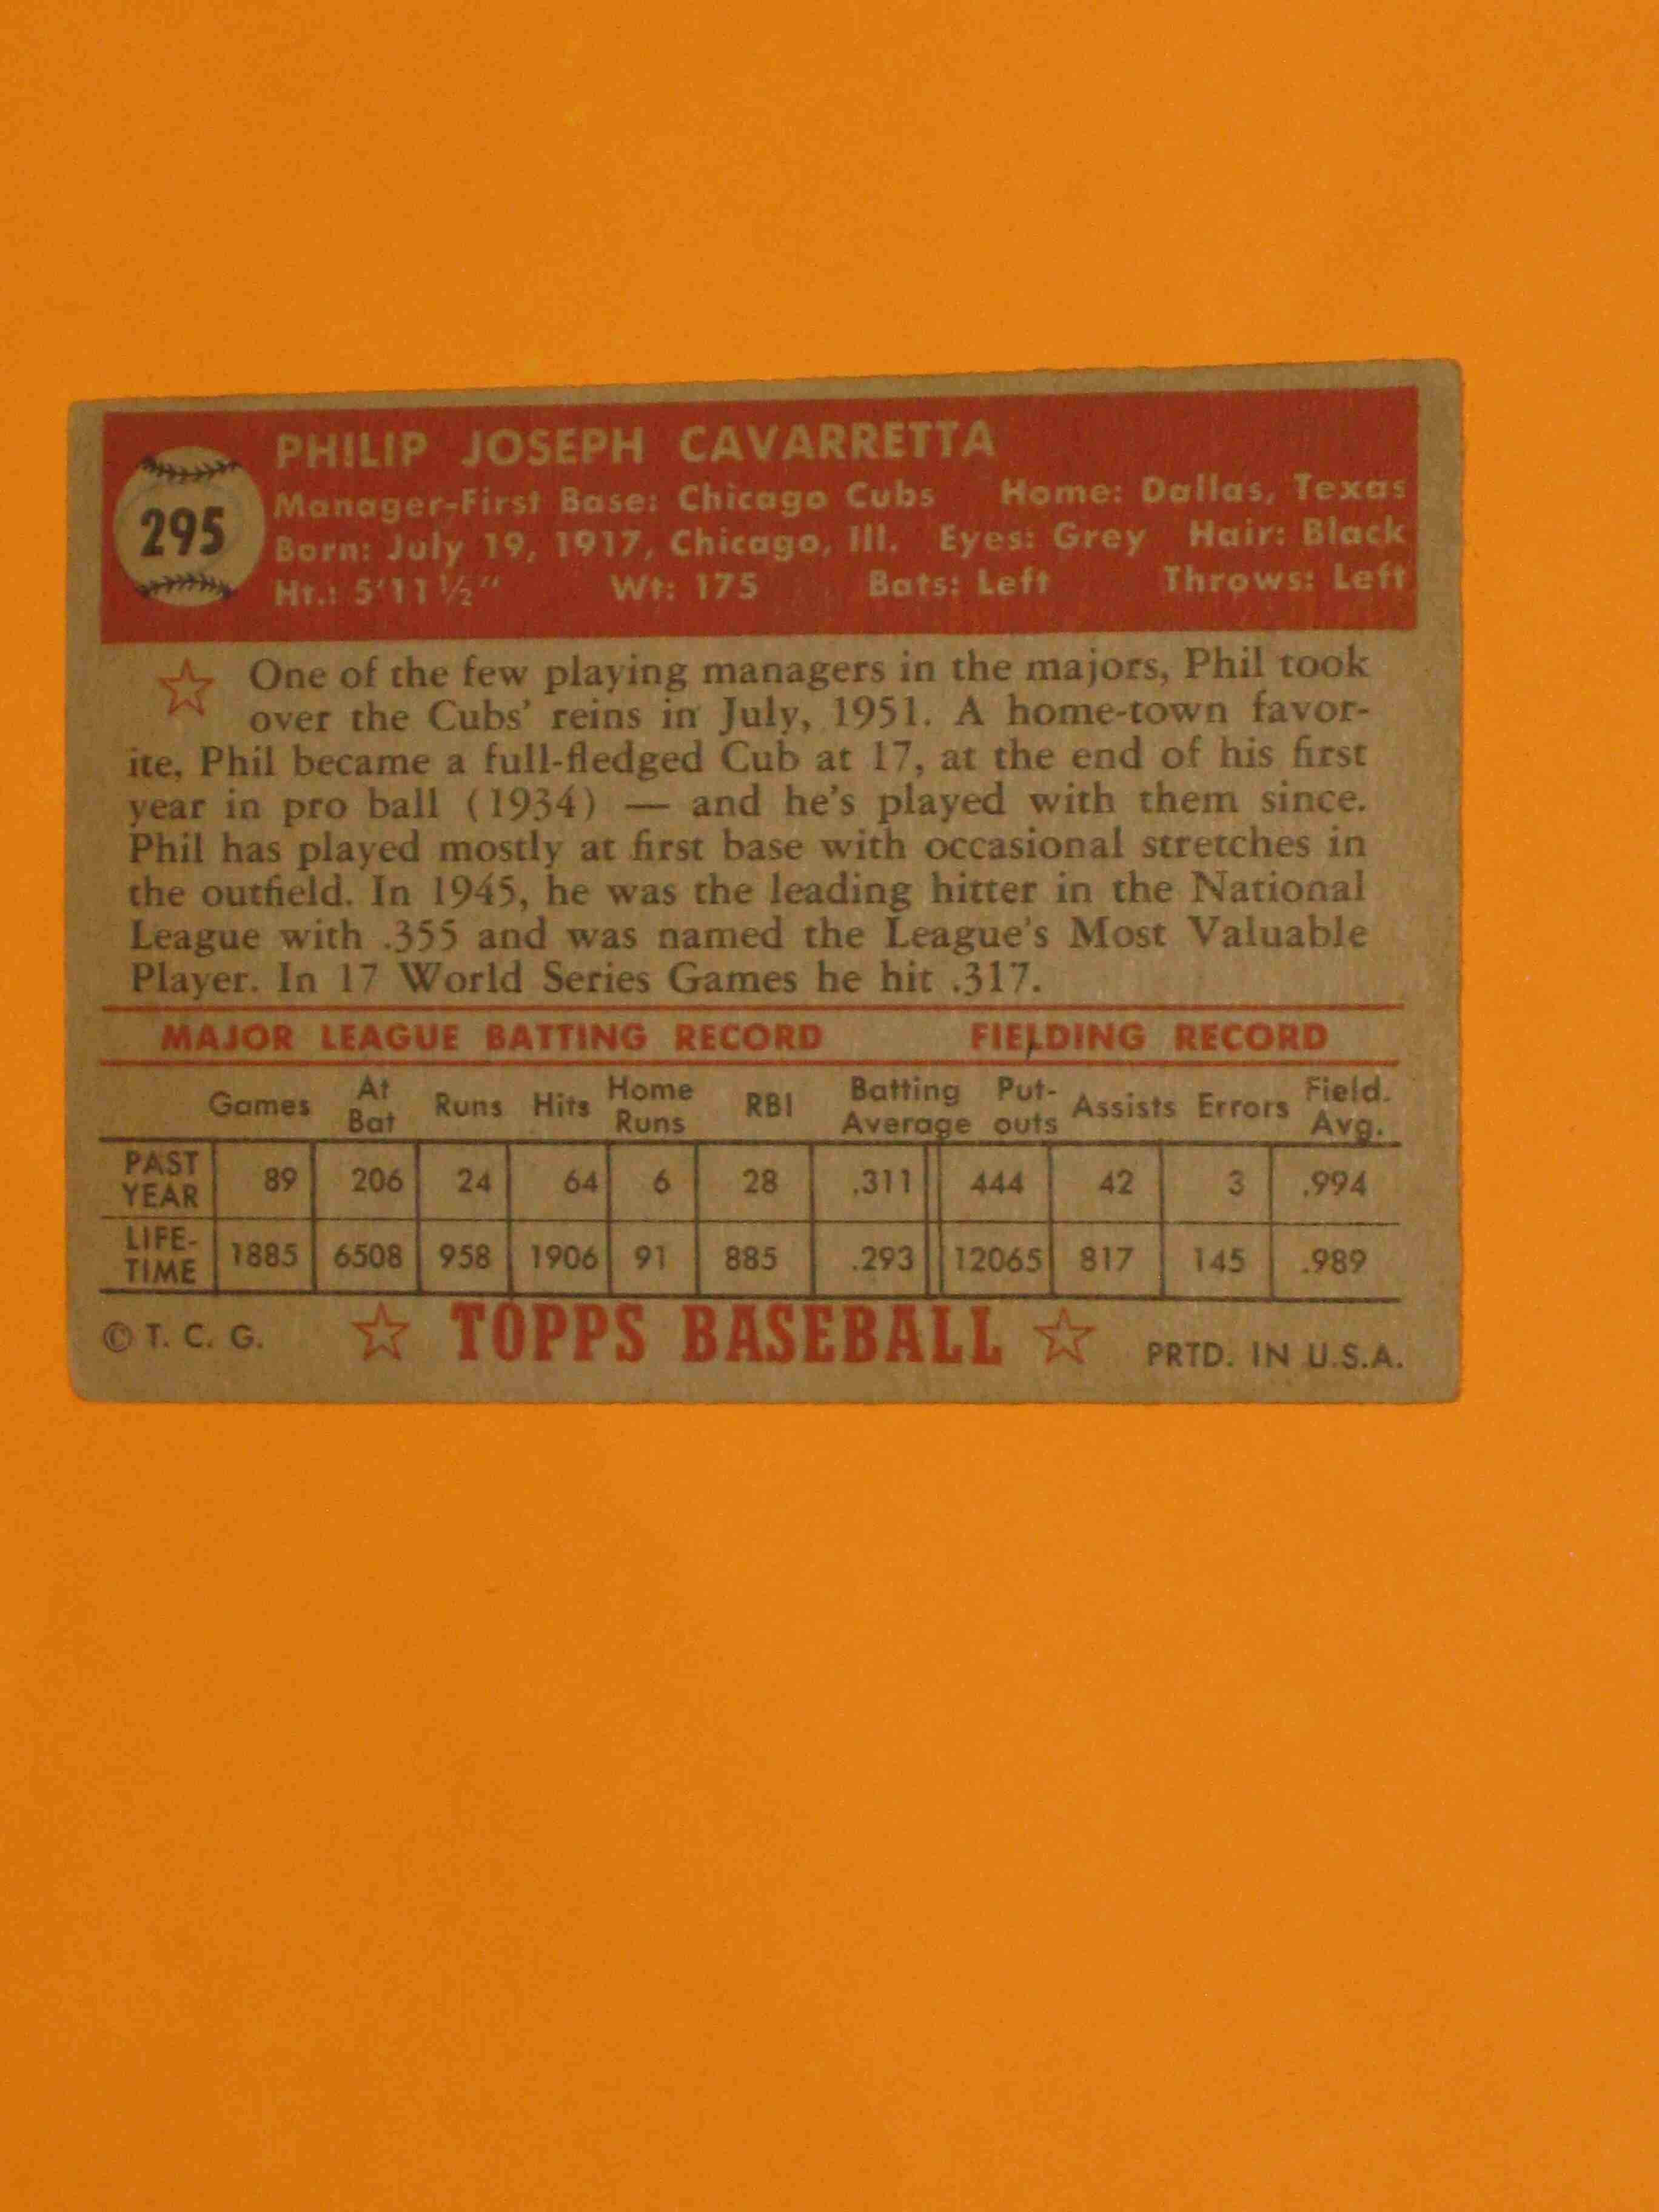 295
PHILIP JOSEPH CAVARRETTA
Manager-First Base: Chicago Cubs Home: Dallas, Texas
Born: July 19, 1917, Chicago, Ill. Eyes: Grey Hair: Black
Ht.: 5'11½" Wt: 175 Bats: Left Throws: Left
One of the few playing managers in the majors, Phil took
over the Cubs' reins in July, 1951. A home-town favor-
ite, Phil became a full-fledged Cub at 17, at the end of his first
year in pro ball (1934) — and he's played with them since.
Phil has played mostly at first base with occasional stretches in
the outfield. In 1945, he was the leading hitter in the National
League with .355 and was named the League's Most Valuable
Player. In 17 World Series Games he hit .317.
MAJOR LEAGUE BATTING RECORD FIELDING RECORD
Games At Bat Runs Hits Home Runs RBI Batting Average Put-outs Assists Errors Field. Avg.
PAST YEAR 89 206 24 64 6 28 .311 444 42 3 .994
LIFE-TIME 1885 6508 958 1906 91 885 .293 12065 817 145 .989
© T. C. G. TOPPS BASEBALL PRTD. IN U.S.A.